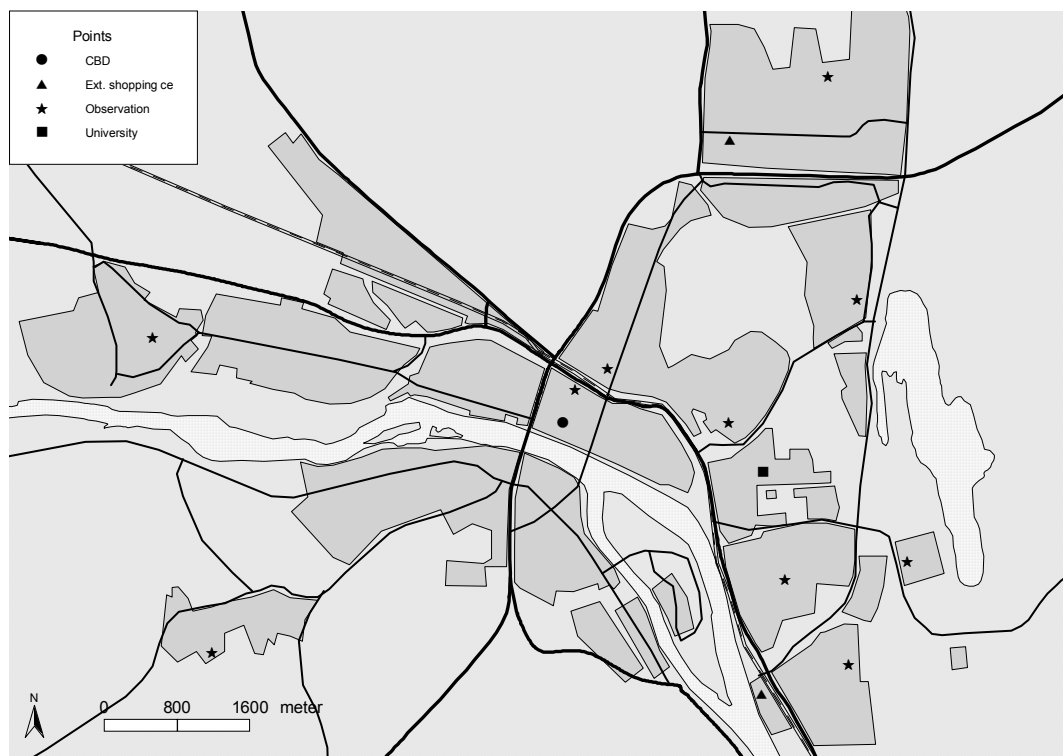 Points
CBD
Ext. shopping ce
Observation
University
N
0 800 1600 meter